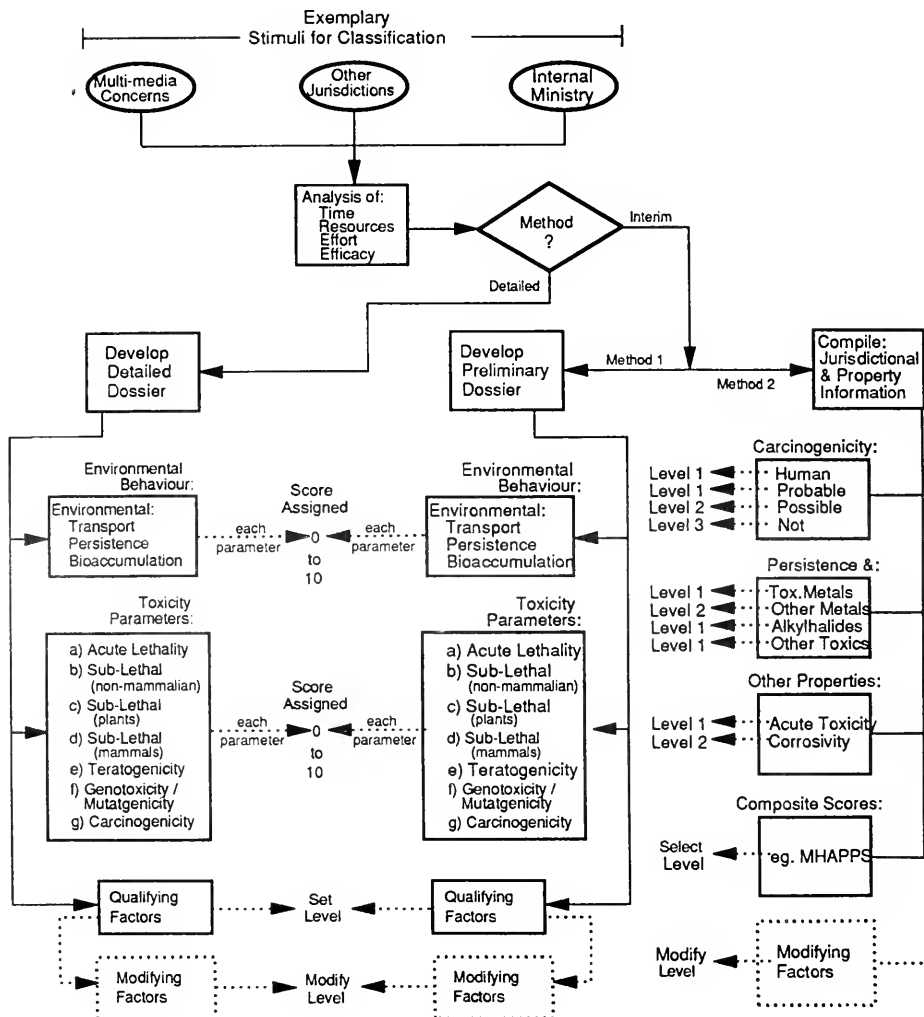 Exemplary
Stimuli for Classification
Multi-media
Concerns
Other
Jurisdictions
Internal
Ministry
Analysis of:
Time
Resources
Effort
Efficacy
Method
?
Interim
Detailed
Develop
Detailed
Dossier
Develop
Preliminary
Dossier
Method 1
Method 2
Compile:
Jurisdictional
& Property
Information
Environmental
Behaviour:
Environmental:
Transport
Persistence
Bioaccumulation
each
parameter
Score
Assigned
0
to
10
each
parameter
Environmental
Behaviour:
Environmental:
Transport
Persistence
Bioaccumulation
Toxicity
Parameters:
a) Acute Lethality
b) Sub-Lethal
(non-mammalian)
c) Sub-Lethal
(plants)
d) Sub-Lethal
(mammals)
e) Teratogenicity
f) Genotoxicity /
Mutatgenicity
g) Carcinogenicity
each
parameter
Score
Assigned
0
to
10
each
parameter
Toxicity
Parameters:
a) Acute Lethality
b) Sub-Lethal
(non-mammalian)
c) Sub-Lethal
(plants)
d) Sub-Lethal
(mammals)
e) Teratogenicity
f) Genotoxicity /
Mutatgenicity
g) Carcinogenicity
Qualifying
Factors
Set
Level
Qualifying
Factors
Modifying
Factors
Modify
Level
Modifying
Factors
Carcinogenicity:
Level 1 Human
Level 1 Probable
Level 2 Possible
Level 3 Not
Persistence &:
Level 1 Tox.Metals
Level 2 Other Metals
Level 1 Alkylhalides
Level 1 Other Toxics
Other Properties:
Level 1 Acute Toxicity
Level 2 Corrosivity
Composite Scores:
Select
Level
eg. MHAPPS
Modify
Level
Modifying
Factors